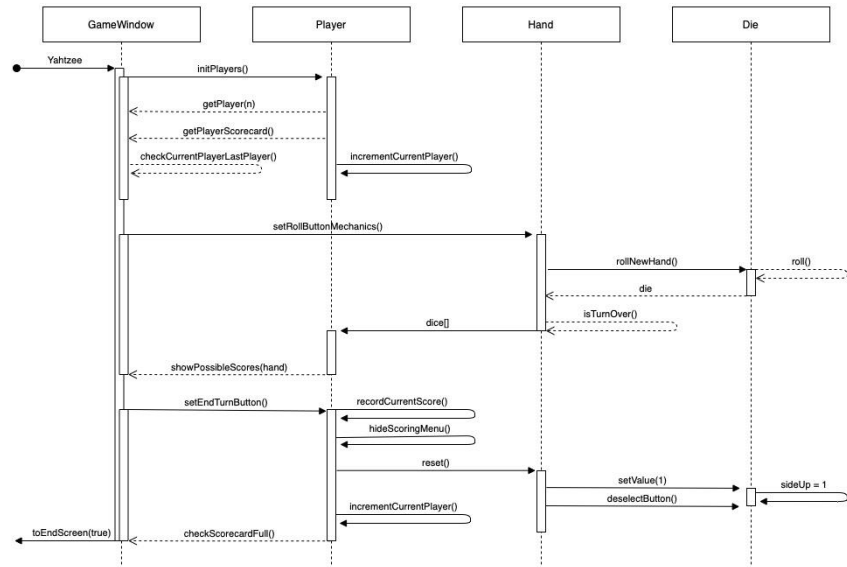 GameWindow
Player
Hand
Die
Yahtzee
initPlayers()
getPlayer(n)
getPlayerScorecard()
checkCurrentPlayerLastPlayer()
incrementCurrentPlayer()
setRollButtonMechanics()
rollNewHand()
roll()
die
isTurnOver()
dice[]
showPossibleScores(hand)
setEndTurnButton()
recordCurrentScore()
hideScoringMenu()
reset()
setValue(1)
sideUp = 1
deselectButton()
incrementCurrentPlayer()
toEndScreen(true)
checkScorecardFull()